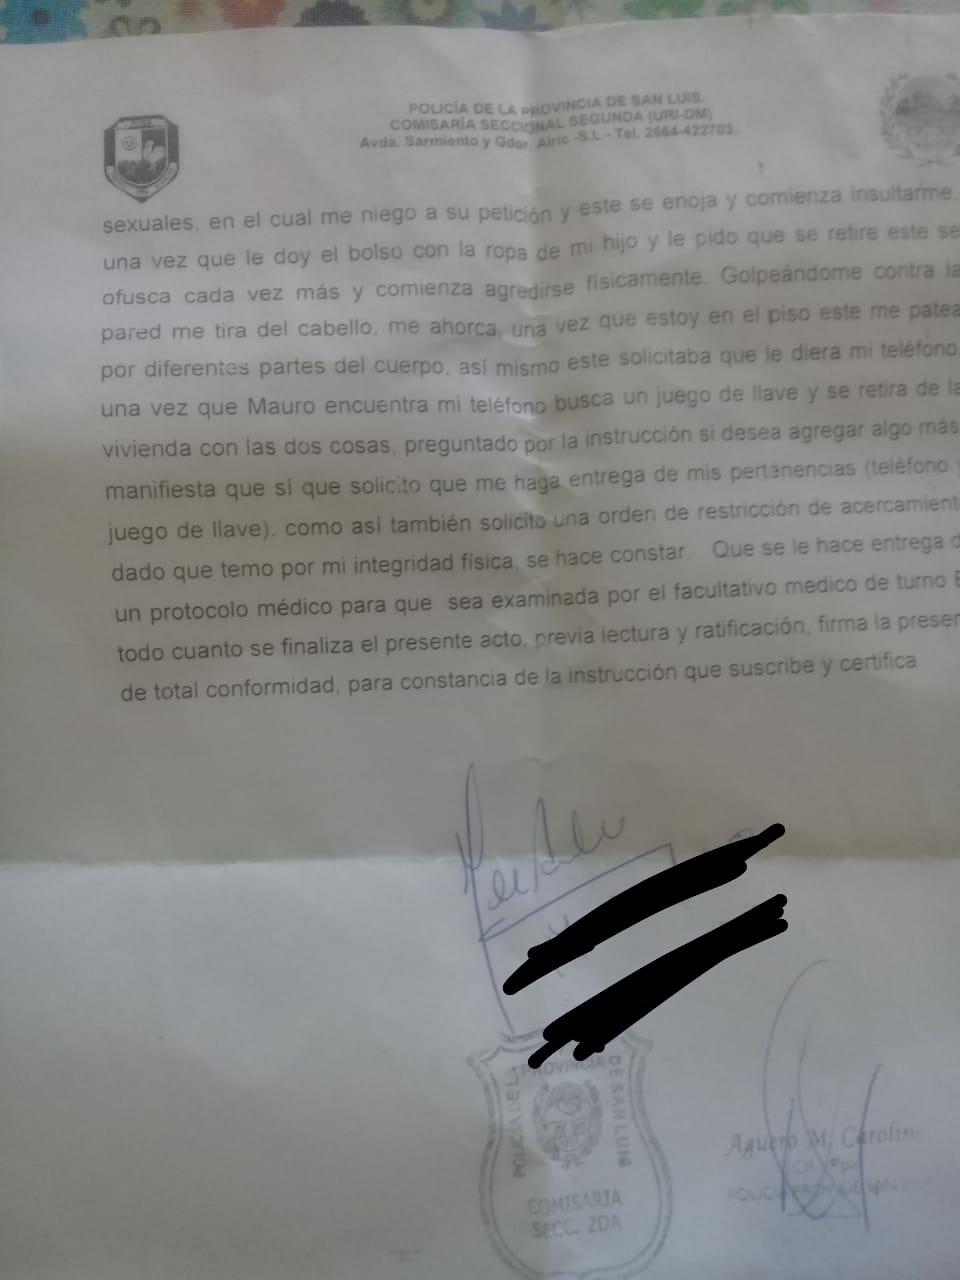 POLICÍA DE LA PROVINCIA DE SAN LUIS.
COMISARÍA SECCIONAL SEGUNDA (URI-DM)
Avda. Sarmiento y Gdor. Alric -S.L - Tel. 2664-422703.
sexuales, en el cual me niego a su petición y este se enoja y comienza insultarme,
una vez que le doy el bolso con la ropa de mi hijo y le pido que se retire este se
ofusca cada vez más y comienza agredirse físicamente. Golpeándome contra la
pared me tira del cabello, me ahorca, una vez que estoy en el piso este me patea
por diferentes partes del cuerpo, así mismo este solicitaba que le diera mi teléfono,
una vez que Mauro encuentra mi teléfono busca un juego de llave y se retira de la
vivienda con las dos cosas, preguntado por la instrucción si desea agregar algo más
manifiesta que sí que solicito que me haga entrega de mis pertenencias (teléfono y
juego de llave). como así también solicito una orden de restricción de acercamient
dado que temo por mi integridad física, se hace constar. Que se le hace entrega d
un protocolo médico para que sea examinada por el facultativo medico de turno E
todo cuanto se finaliza el presente acto, previa lectura y ratificación, firma la presen
de total conformidad, para constancia de la instrucción que suscribe y certifica
POLICIA DE LA PROVINCIA DE SAN LUIS
COMISARIA
SECC. 2DA
Aguero M. Carolina
POLICIA PROV. DE SAN LUIS